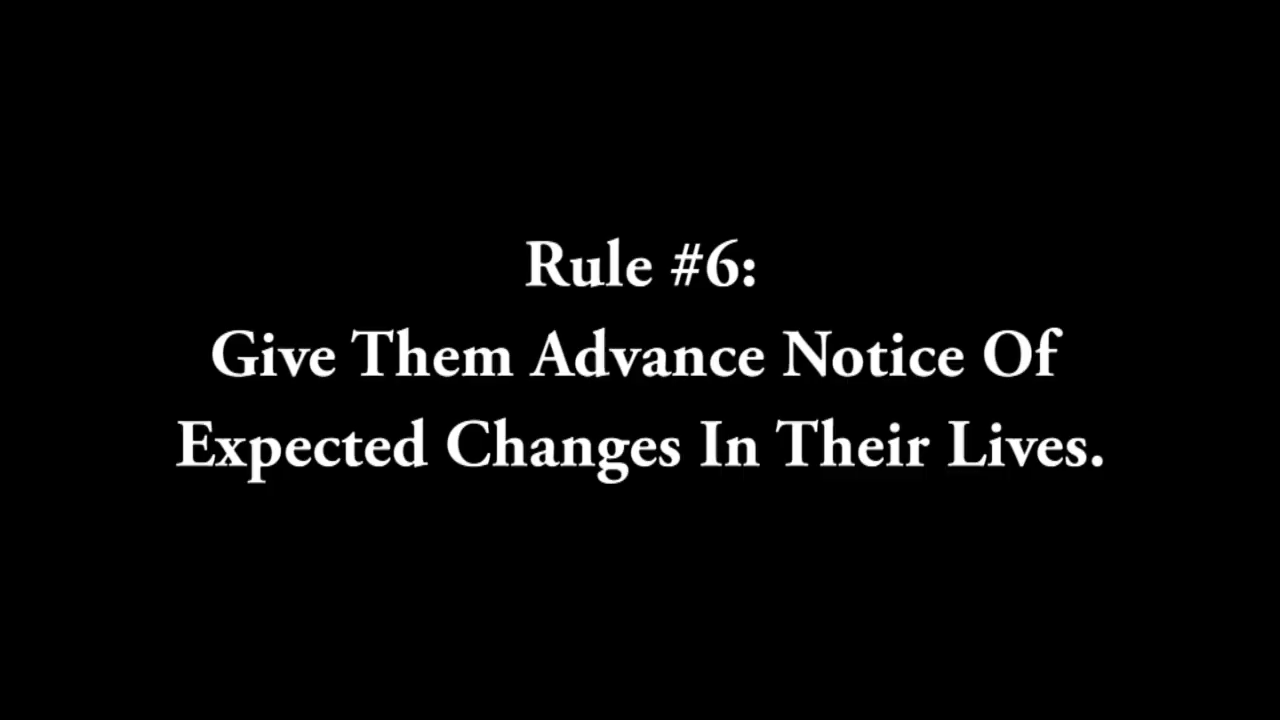 Rule #6:
Give Them Advance Notice Of
Expected Changes In Their Lives.